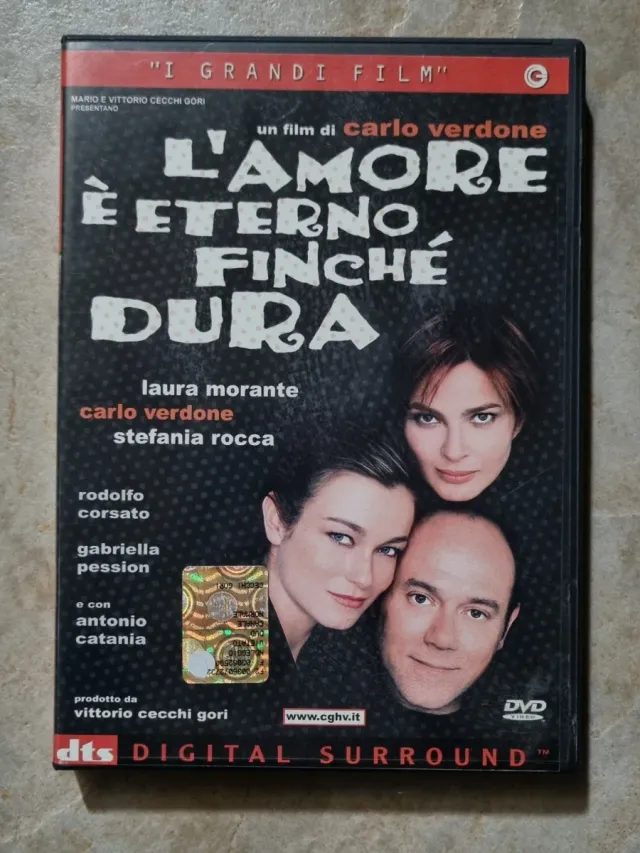 "I GRANDI FILM"
MARIO E VITTORIO CECCHI GORI
PRESENTANO
un film di carlo verdone
L'AMORE
È ETERNO
FINCHÉ
DURA
laura morante
carlo verdone
stefania rocca
rodolfo
corsato
gabriella
pession
e con
antonio
catania
prodotto da
vittorio cecchi gori
www.cghv.it
DVD
VIDEO
dts DIGITAL SURROUND™